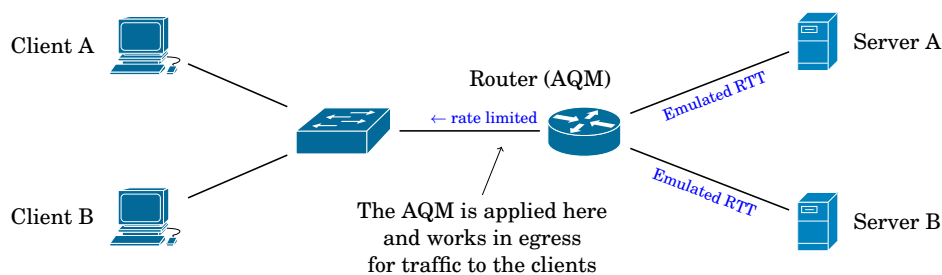 Client A
Server A
Router (AQM)
Emulated RTT
← rate limited
Emulated RTT
Client B
The AQM is applied here
and works in egress
for traffic to the clients
Server B